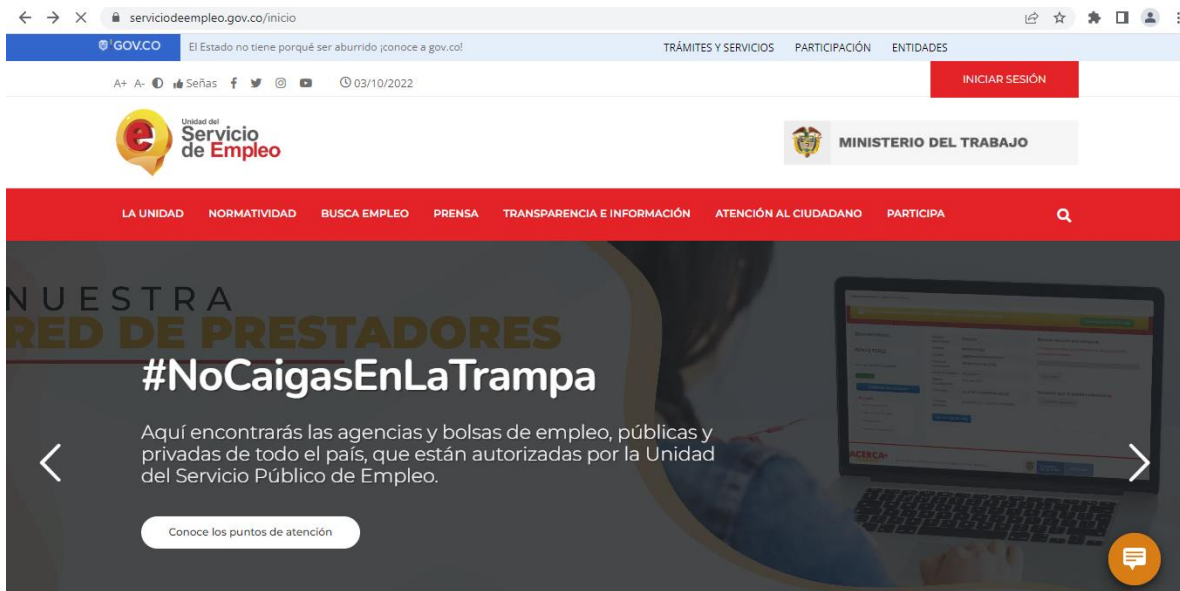 serviciodeempleo.gov.co/inicio
GOV.CO El Estado no tiene porqué ser aburrido ¡conoce a gov.co! TRÁMITES Y SERVICIOS PARTICIPACIÓN ENTIDADES
A+ A- Señas 03/10/2022 INICIAR SESIÓN
Unidad del
Servicio
de Empleo
MINISTERIO DEL TRABAJO
LA UNIDAD NORMATIVIDAD BUSCA EMPLEO PRENSA TRANSPARENCIA E INFORMACIÓN ATENCIÓN AL CIUDADANO PARTICIPA
NUESTRA
RED DE PRESTADORES
#NoCaigasEnLaTrampa
Aquí encontrarás las agencias y bolsas de empleo, públicas y
privadas de todo el país, que están autorizadas por la Unidad
del Servicio Público de Empleo.
Conoce los puntos de atención
ACERCA